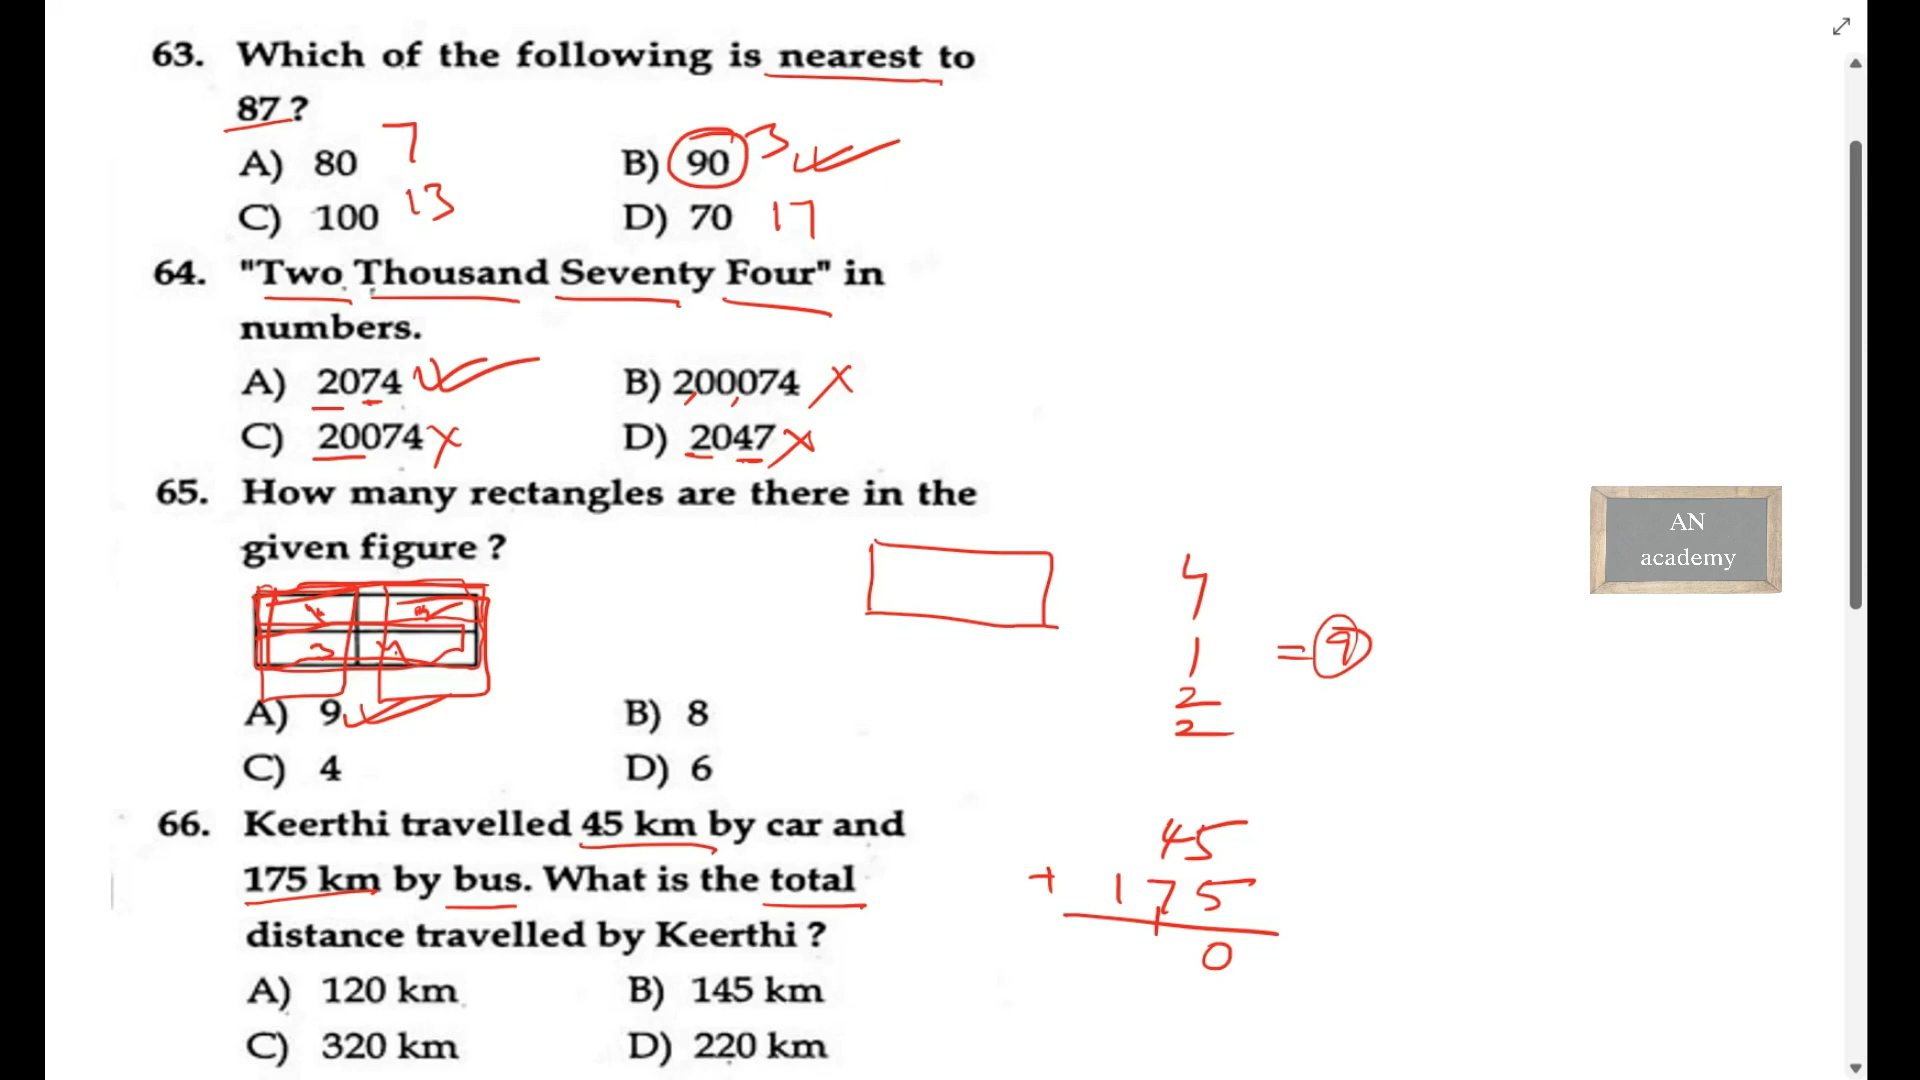 63. Which of the following is nearest to
87 ?
A) 80 7 B) 90 3
C) 100 13 D) 70 17
64. "Two Thousand Seventy Four" in
numbers.
A) 2074 B) 200074
C) 20074 D) 2047
65. How many rectangles are there in the
given figure ?
3
4
1 = 9
2
2
A) 9 B) 8
C) 4 D) 6
AN
academy
66. Keerthi travelled 45 km by car and
175 km by bus. What is the total
distance travelled by Keerthi ?
45
+ 175
0
A) 120 km B) 145 km
C) 320 km D) 220 km